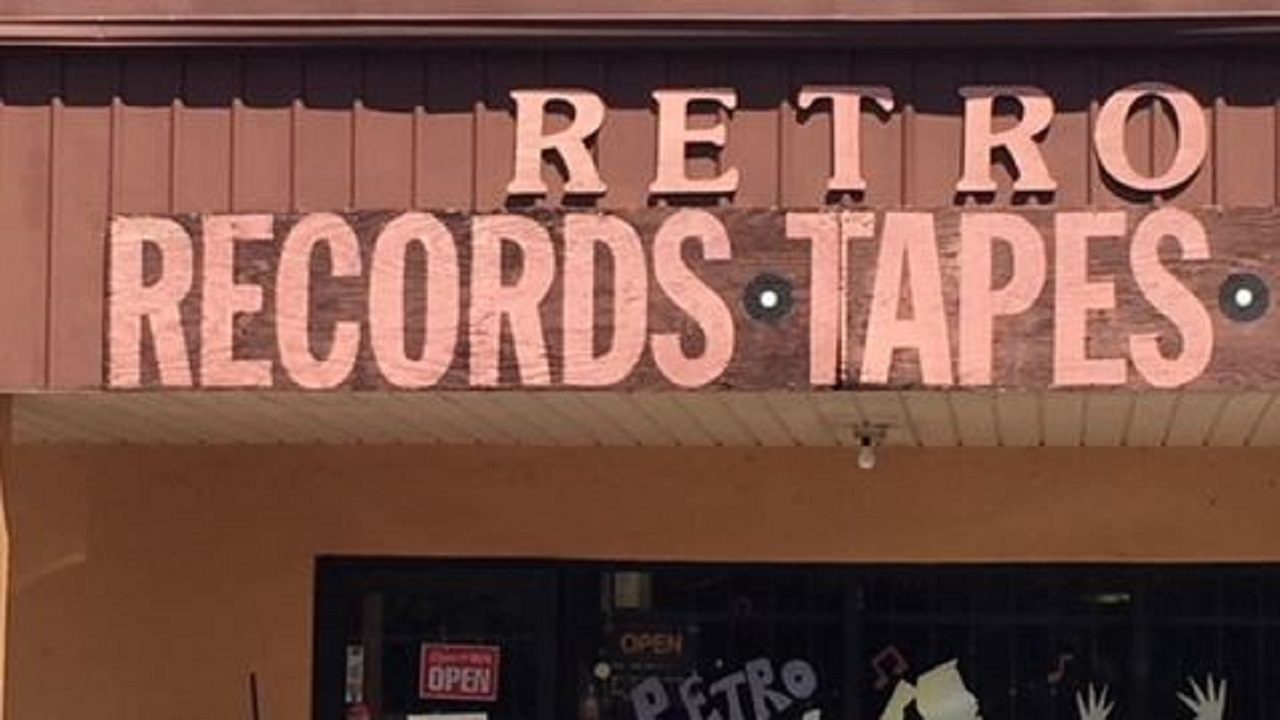 RETRO
RECORDS • TAPES •
OPEN
OPEN
RETRO